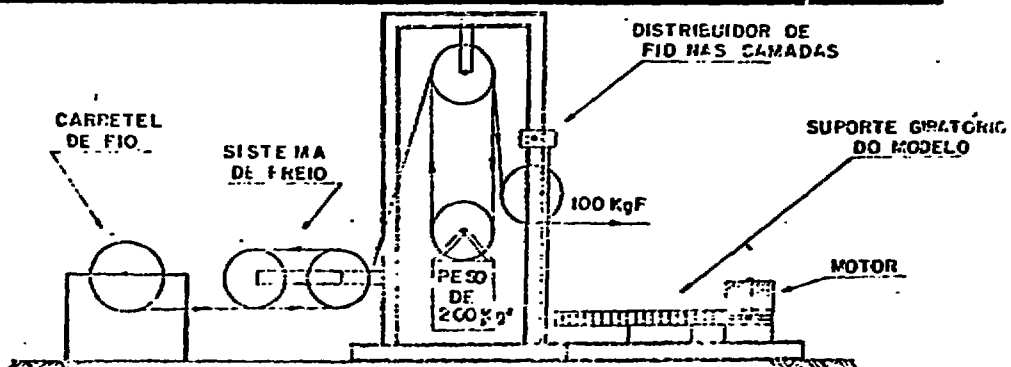 DISTRIBUIDOR DE
FIO NAS CAMADAS
CARRETEL
DE FIO
SISTEMA
DE FREIO
SUPORTE GIRATÓRIO
DO MODELO
100 KgF
MOTOR
PESO
DE
200 Kgf